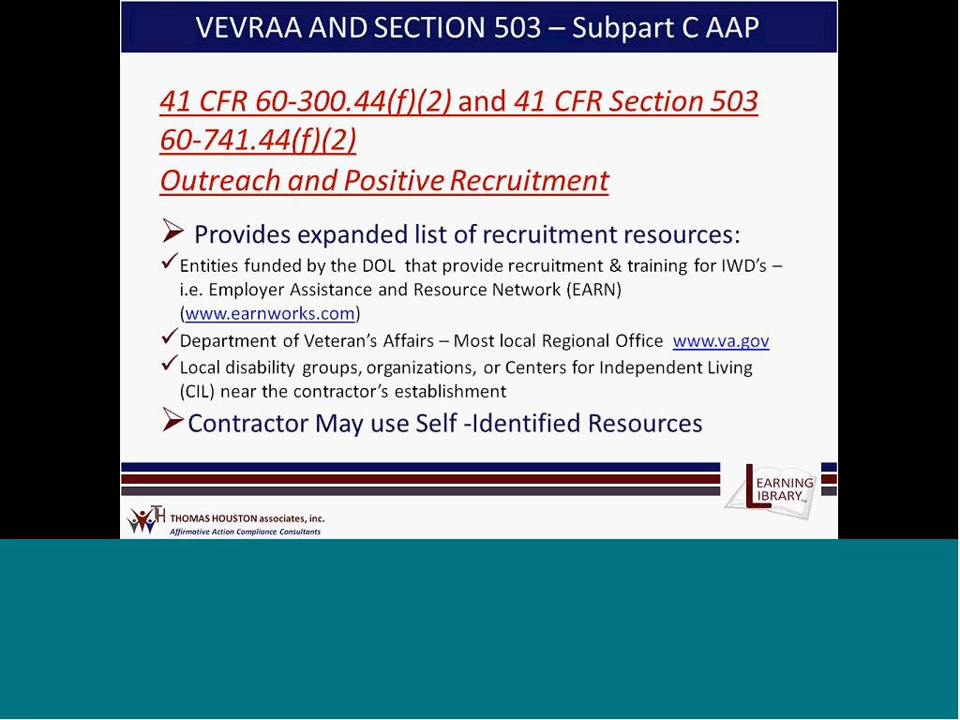 VEVRAA AND SECTION 503 – Subpart C AAP
41 CFR 60-300.44(f)(2) and 41 CFR Section 503
60-741.44(f)(2)
Outreach and Positive Recruitment
Provides expanded list of recruitment resources:
Entities funded by the DOL that provide recruitment & training for IWD's –
i.e. Employer Assistance and Resource Network (EARN)
(www.earnworks.com)
Department of Veteran's Affairs – Most local Regional Office www.va.gov
Local disability groups, organizations, or Centers for Independent Living
(CIL) near the contractor's establishment
Contractor May use Self -Identified Resources
LEARNING
LIBRARY
TH THOMAS HOUSTON associates, inc.
Affirmative Action Compliance Consultants